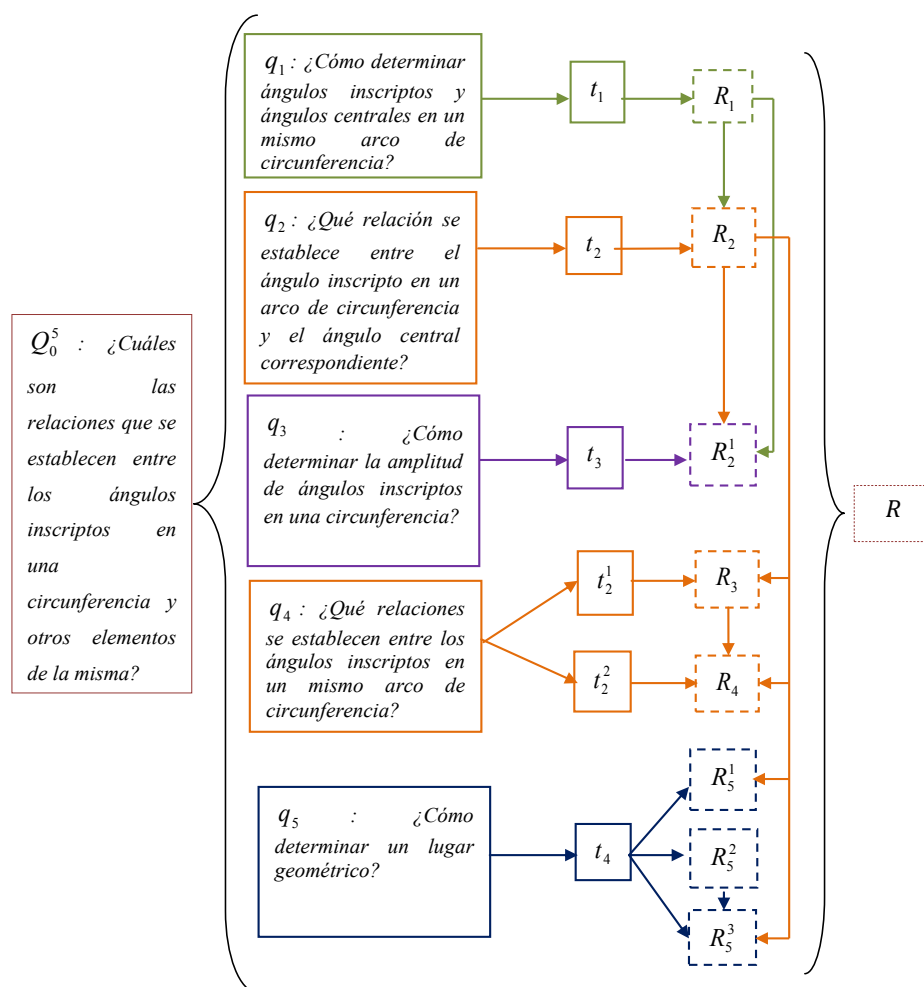 Q_0^5 : ¿Cuáles
son las
relaciones que se
establecen entre
los ángulos
inscriptos en
una
circunferencia y
otros elementos
de la misma?
q_1 : ¿Cómo determinar
ángulos inscriptos y
ángulos centrales en un
mismo arco de
circunferencia?
t_1
R_1
q_2 : ¿Qué relación se
establece entre el
ángulo inscripto en un
arco de circunferencia
y el ángulo central
correspondiente?
t_2
R_2
q_3 : ¿Cómo
determinar la amplitud
de ángulos inscriptos
en una circunferencia?
t_3
R_2^1
q_4 : ¿Qué relaciones
se establecen entre los
ángulos inscriptos en
un mismo arco de
circunferencia?
t_2^1
R_3
t_2^2
R_4
q_5 : ¿Cómo
determinar un lugar
geométrico?
t_4
R_5^1
R_5^2
R_5^3
R